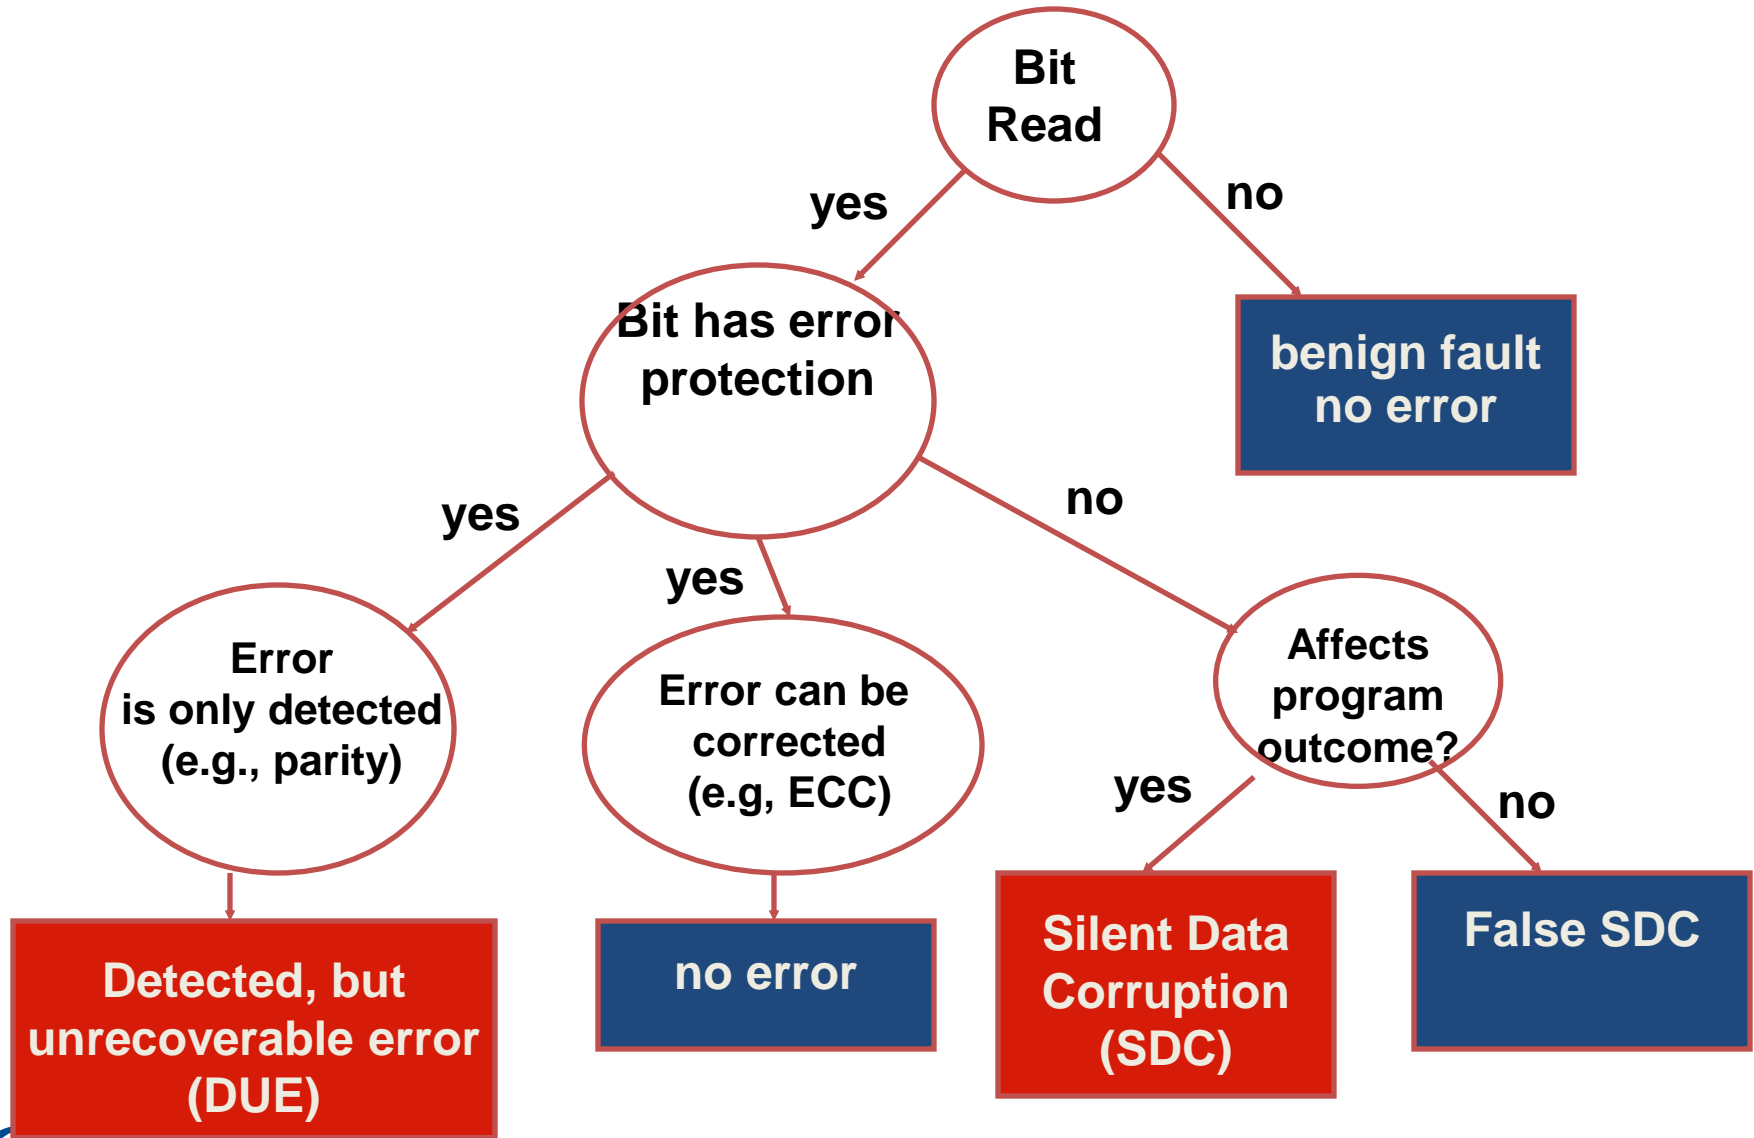 Bit
Read
yes
no
Bit has error
protection
benign fault
no error
yes
yes
no
Error
is only detected
(e.g., parity)
Error can be
corrected
(e.g, ECC)
Affects
program
outcome?
yes
no
Detected, but
unrecoverable error
(DUE)
no error
Silent Data
Corruption
(SDC)
False SDC